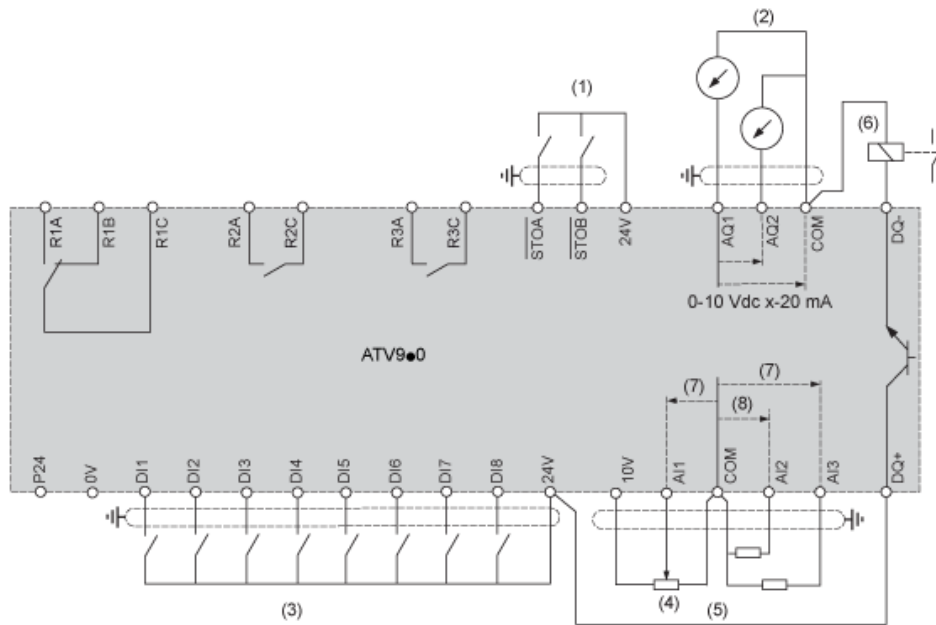 (2)
(1)
(6)
R1A
R1B
R1C
R2A
R2C
R3A
R3C
STOA
STOB
24V
AQ1
AQ2
COM
DQ-
0-10 Vdc x-20 mA
ATV9●0
(7)
(7)
(8)
P24
0V
DI1
DI2
DI3
DI4
DI5
DI6
DI7
DI8
24V
10V
AI1
COM
AI2
AI3
DQ+
(3)
(4)
(5)